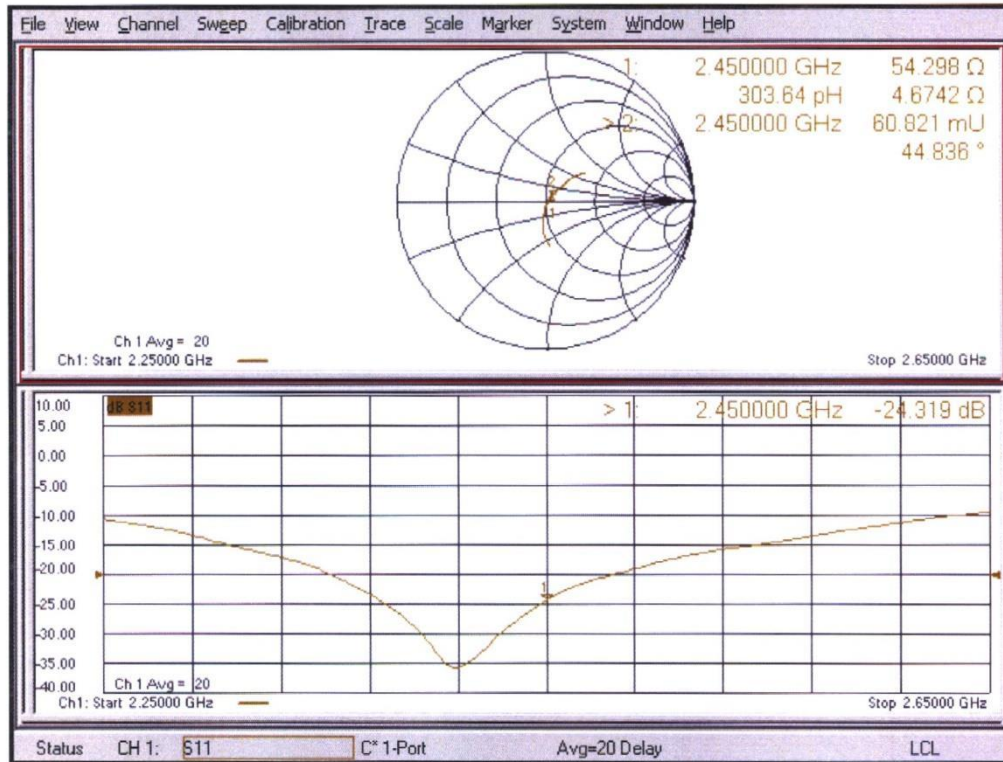 File View Channel Sweep Calibration Trace Scale Marker System Window Help
1: 2.450000 GHz 54.298 Ω
303.64 pH 4.6742 Ω
> 2: 2.450000 GHz 60.821 mU
44.836 °
2
1
Ch 1 Avg = 20
Ch1: Start 2.25000 GHz Stop 2.65000 GHz
10.00 dB S11 > 1: 2.450000 GHz -24.319 dB
5.00
0.00
-5.00
-10.00
-15.00
-20.00
1
-25.00
-30.00
-35.00
-40.00
Ch 1 Avg = 20
Ch1: Start 2.25000 GHz Stop 2.65000 GHz
Status CH 1: S11 C* 1-Port Avg=20 Delay LCL